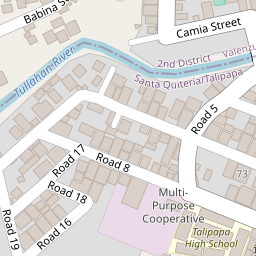 Babina S
Camia Street
Tullahan River
2nd District
Valenz
Santa Quiteria/Talipapa
Road 5
Road 17
Road 8
73
Road 18
Multi-
Purpose
Cooperative
Road 19
Road 16
Talipapa
High School